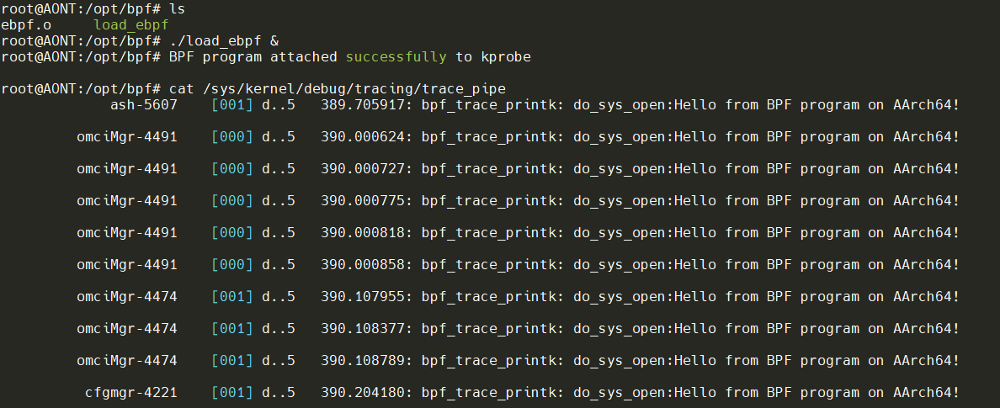 root@AONT:/opt/bpf# ls
ebpf.o     load_ebpf
root@AONT:/opt/bpf# ./load_ebpf &
root@AONT:/opt/bpf# BPF program attached successfully to kprobe
root@AONT:/opt/bpf# cat /sys/kernel/debug/tracing/trace_pipe
             ash-5607    [001] d..5   389.705917: bpf_trace_printk: do_sys_open:Hello from BPF program on AArch64!
         omciMgr-4491    [000] d..5   390.000624: bpf_trace_printk: do_sys_open:Hello from BPF program on AArch64!
         omciMgr-4491    [000] d..5   390.000727: bpf_trace_printk: do_sys_open:Hello from BPF program on AArch64!
         omciMgr-4491    [000] d..5   390.000775: bpf_trace_printk: do_sys_open:Hello from BPF program on AArch64!
         omciMgr-4491    [000] d..5   390.000818: bpf_trace_printk: do_sys_open:Hello from BPF program on AArch64!
         omciMgr-4491    [000] d..5   390.000858: bpf_trace_printk: do_sys_open:Hello from BPF program on AArch64!
         omciMgr-4474    [001] d..5   390.107955: bpf_trace_printk: do_sys_open:Hello from BPF program on AArch64!
         omciMgr-4474    [001] d..5   390.108377: bpf_trace_printk: do_sys_open:Hello from BPF program on AArch64!
         omciMgr-4474    [001] d..5   390.108789: bpf_trace_printk: do_sys_open:Hello from BPF program on AArch64!
          cfgmgr-4221    [001] d..5   390.204180: bpf_trace_printk: do_sys_open:Hello from BPF program on AArch64!